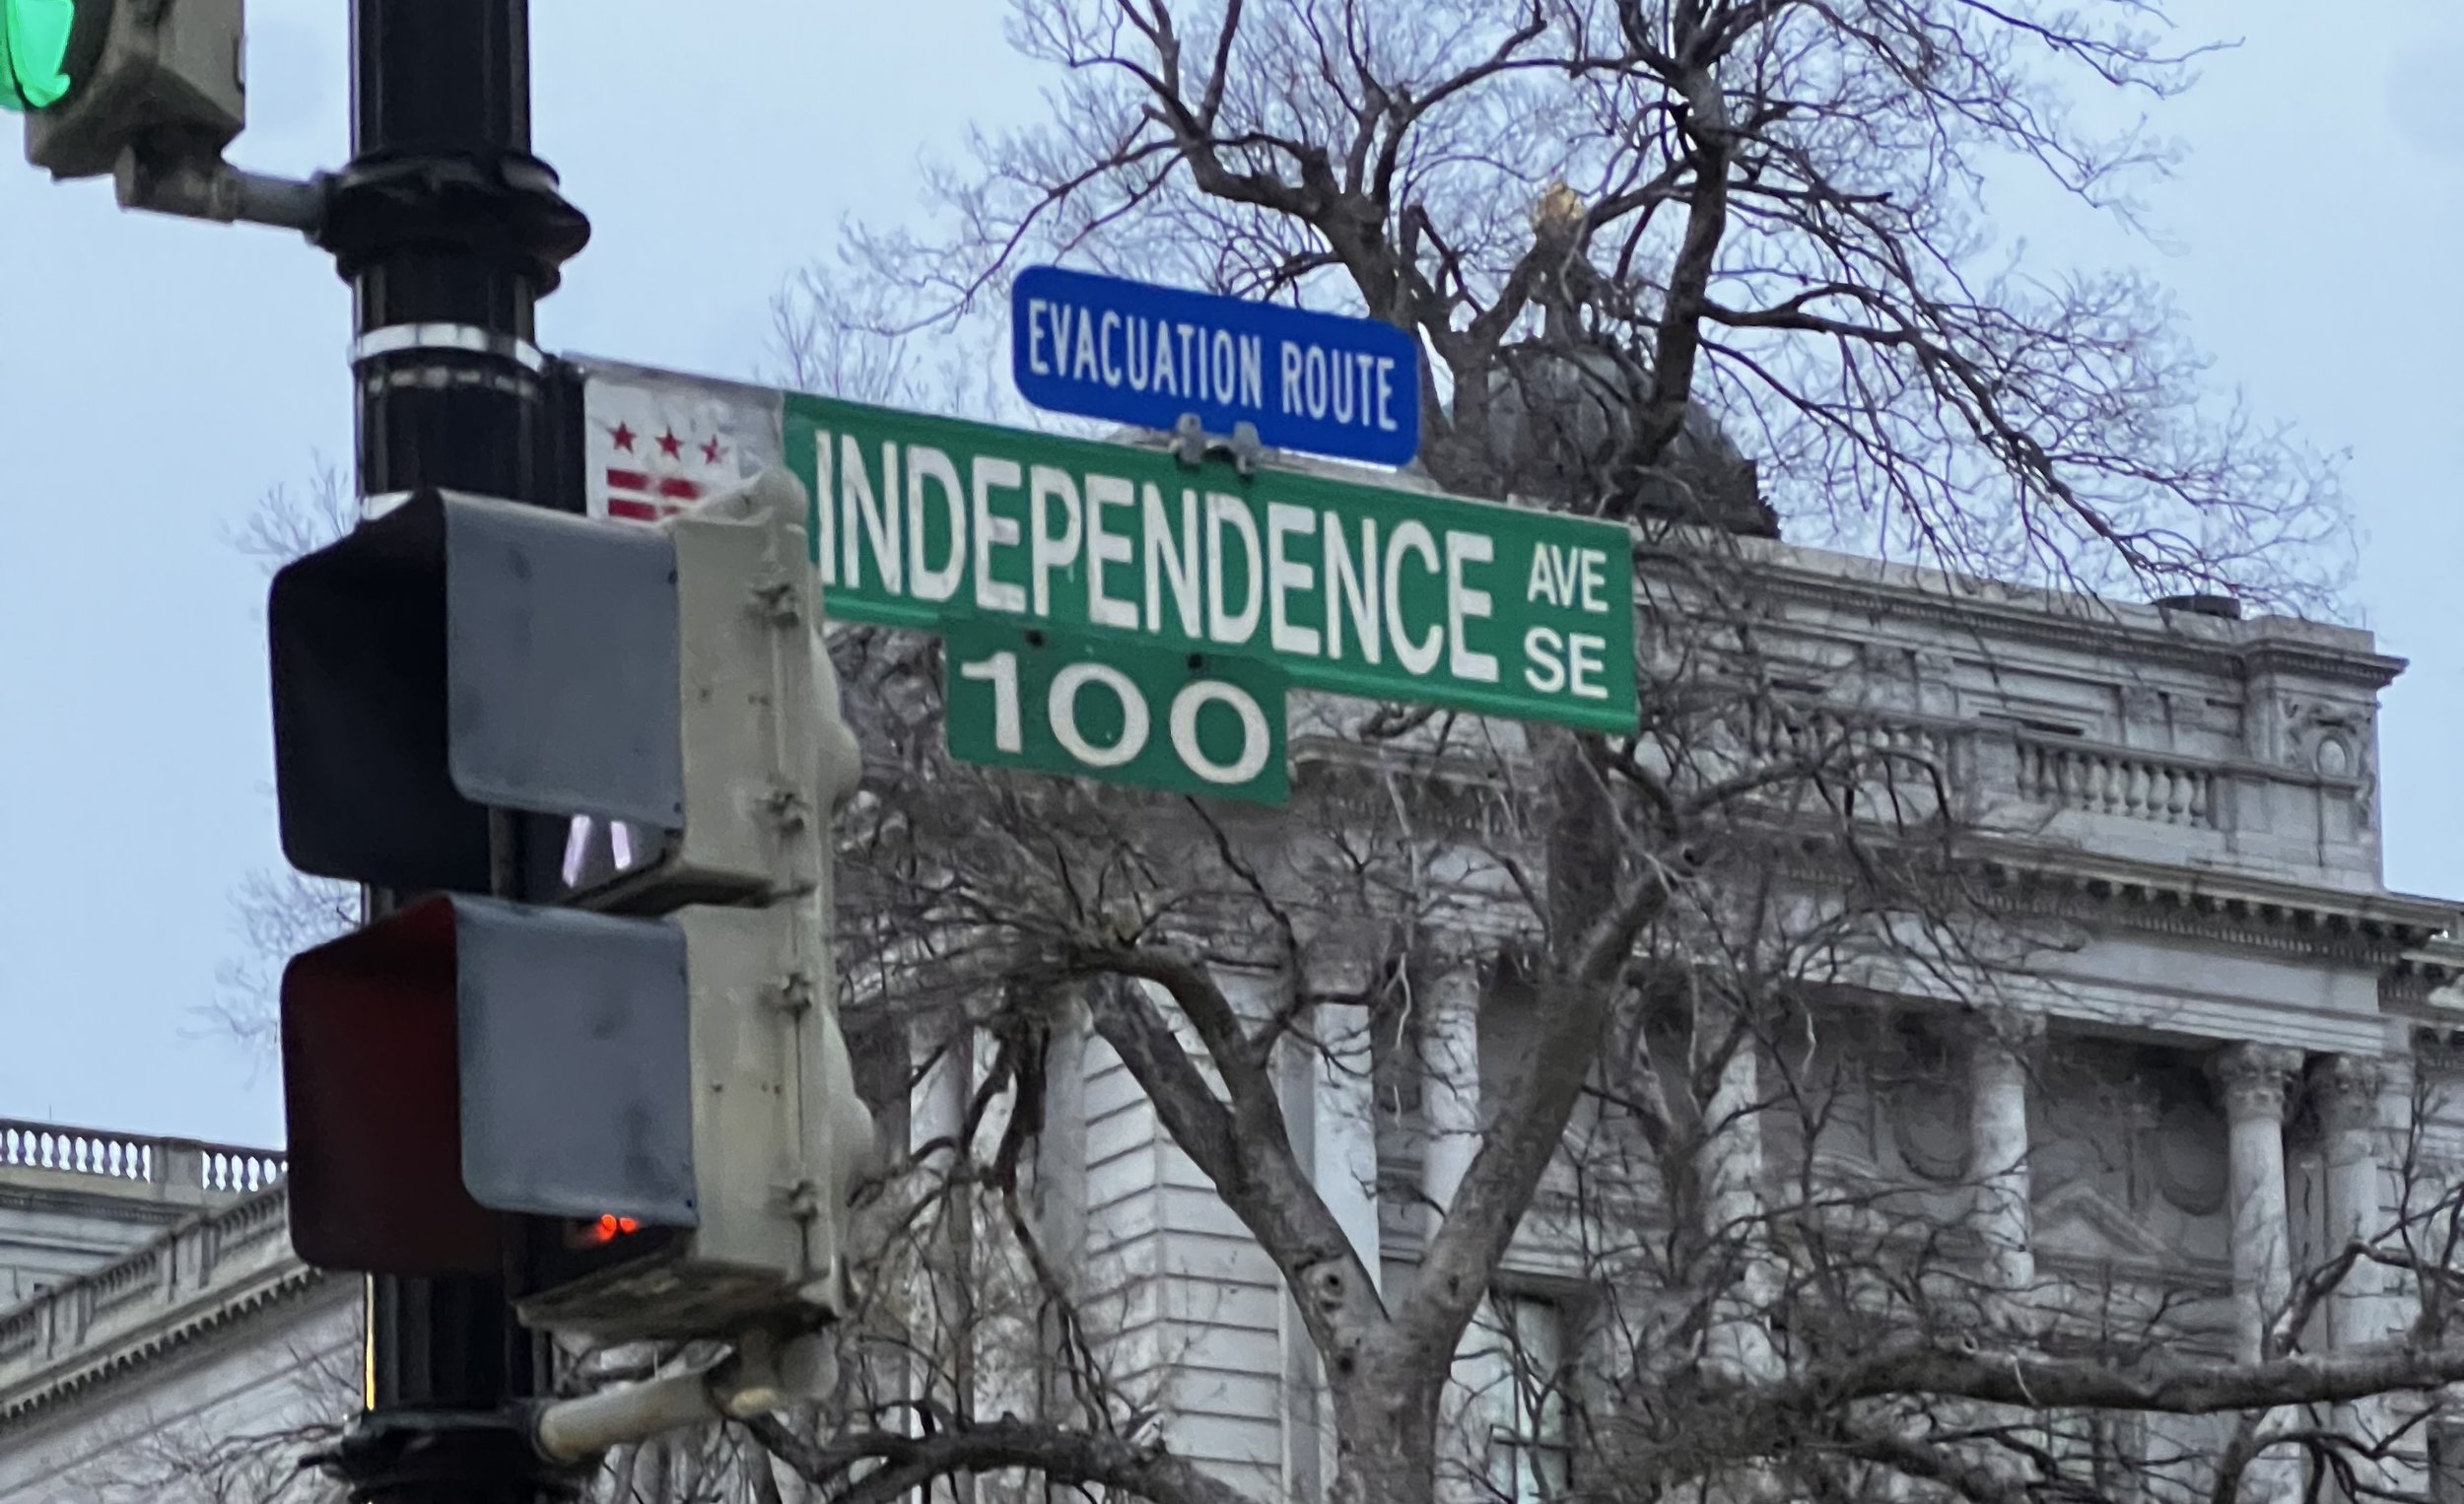 EVACUATION ROUTE
INDEPENDENCE AVE SE
100